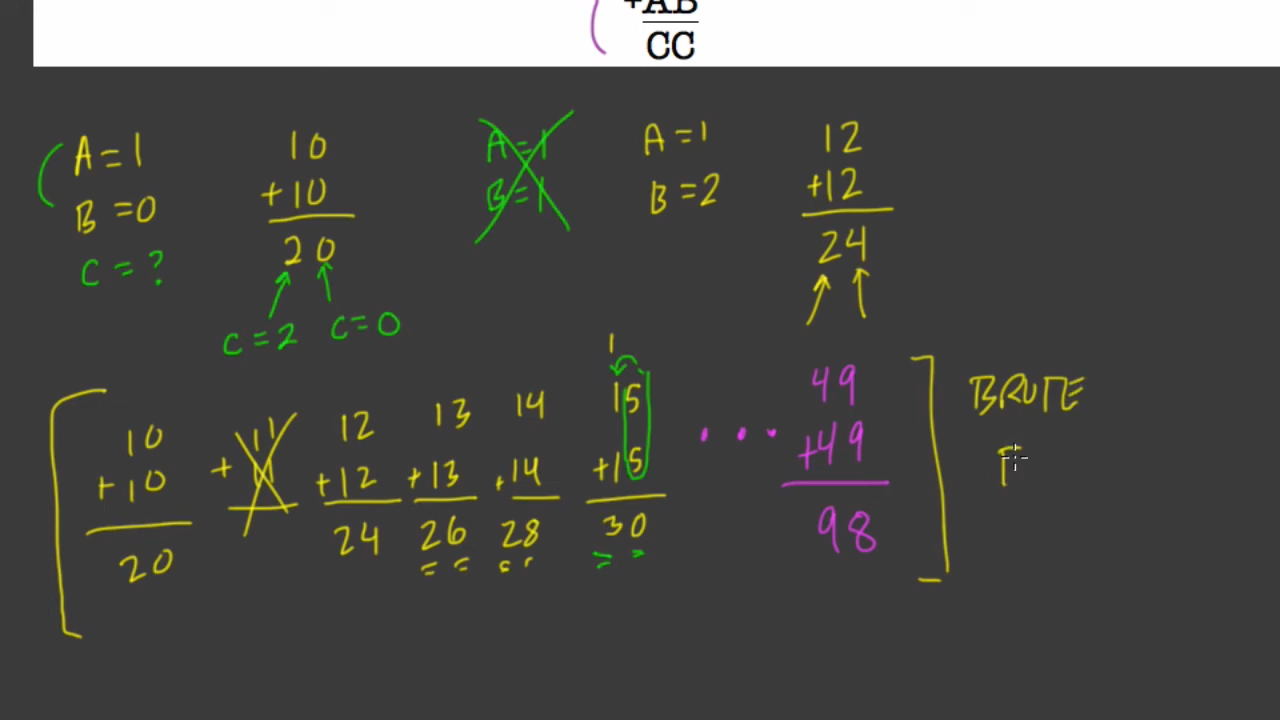 +AB
CC
A=1
B=0
C=?
10
+10
20
C=2 C=0
A=1
B=1
A=1
B=2
12
+12
24
10
+10
20
11
+11
12
+12
24
13
+13
26
14
+14
28
1
15
+15
30
...
49
+49
98
BRUTE
F